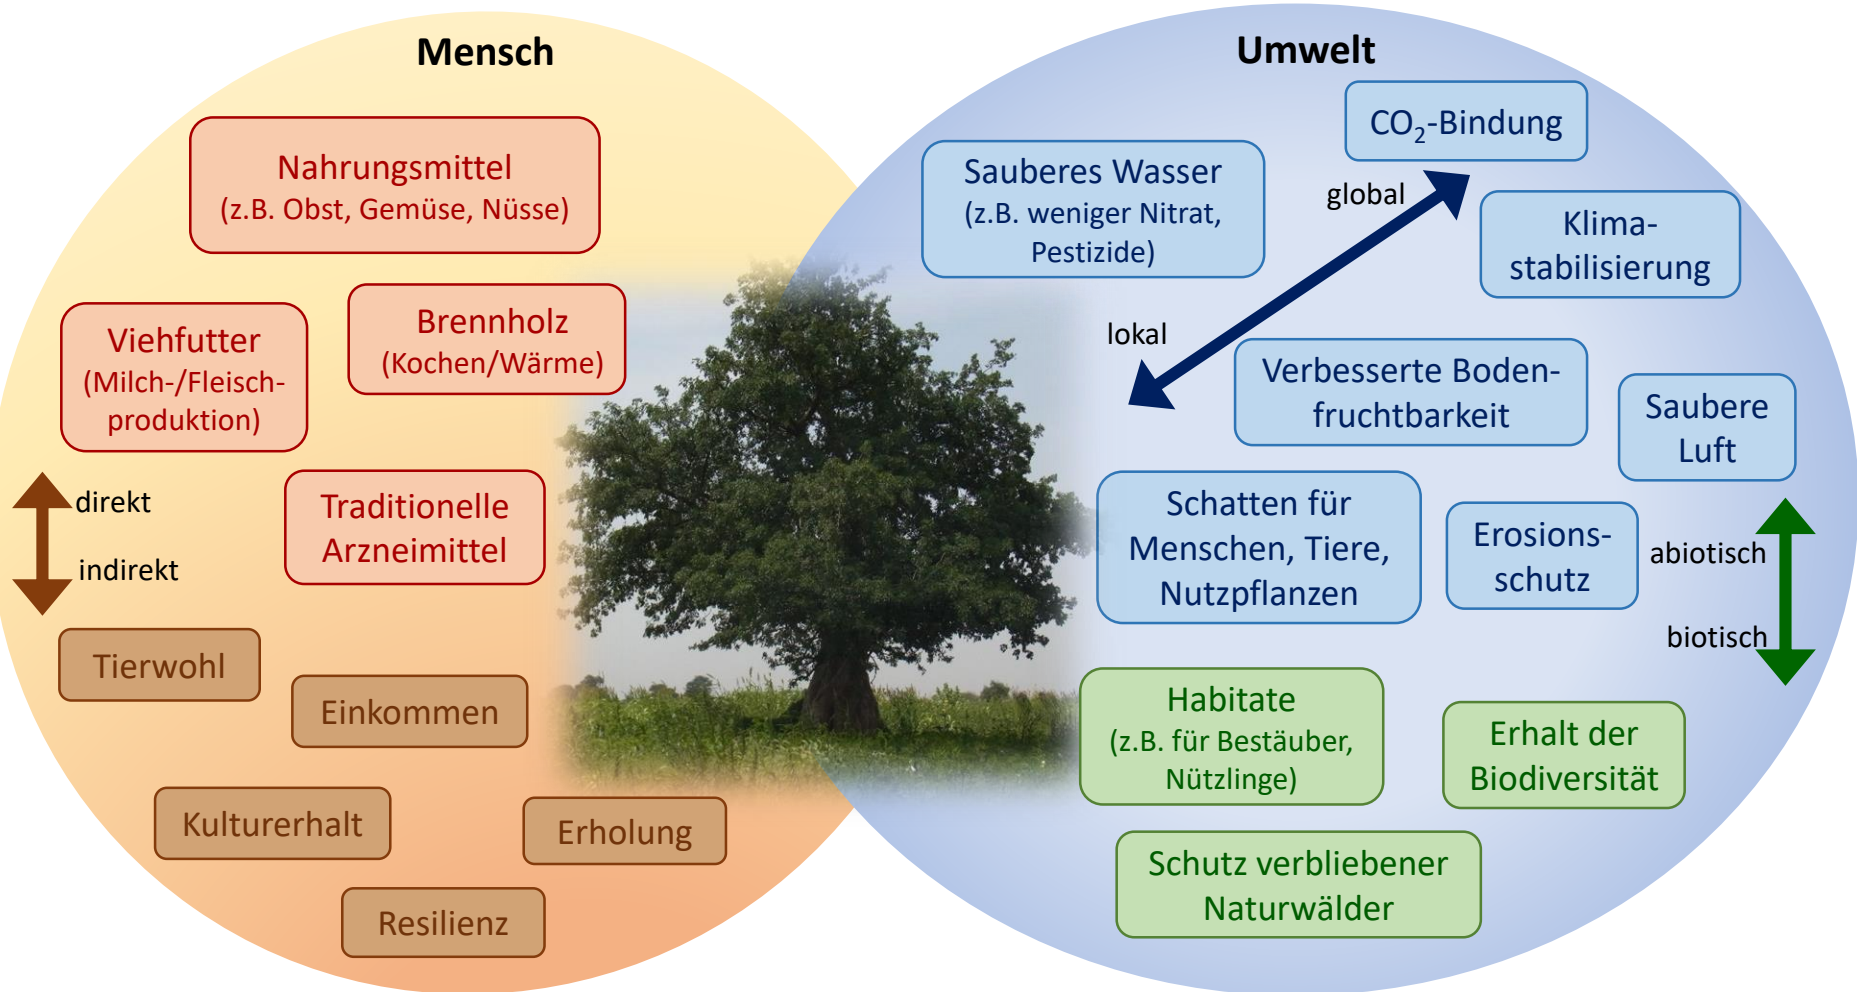 Mensch
Nahrungsmittel
(z.B. Obst, Gemüse, Nüsse)
Viehfutter
(Milch-/Fleisch-
produktion)
Brennholz
(Kochen/Wärme)
direkt
indirekt
Traditionelle
Arzneimittel
Tierwohl
Einkommen
Kulturerhalt
Erholung
Resilienz
Umwelt
CO₂-Bindung
Sauberes Wasser
(z.B. weniger Nitrat,
Pestizide)
global
lokal
Klima-
stabilisierung
Verbesserte Boden-
fruchtbarkeit
Saubere
Luft
Schatten für
Menschen, Tiere,
Nutzpflanzen
Erosions-
schutz
abiotisch
biotisch
Habitate
(z.B. für Bestäuber,
Nützlinge)
Erhalt der
Biodiversität
Schutz verbliebener
Naturwälder